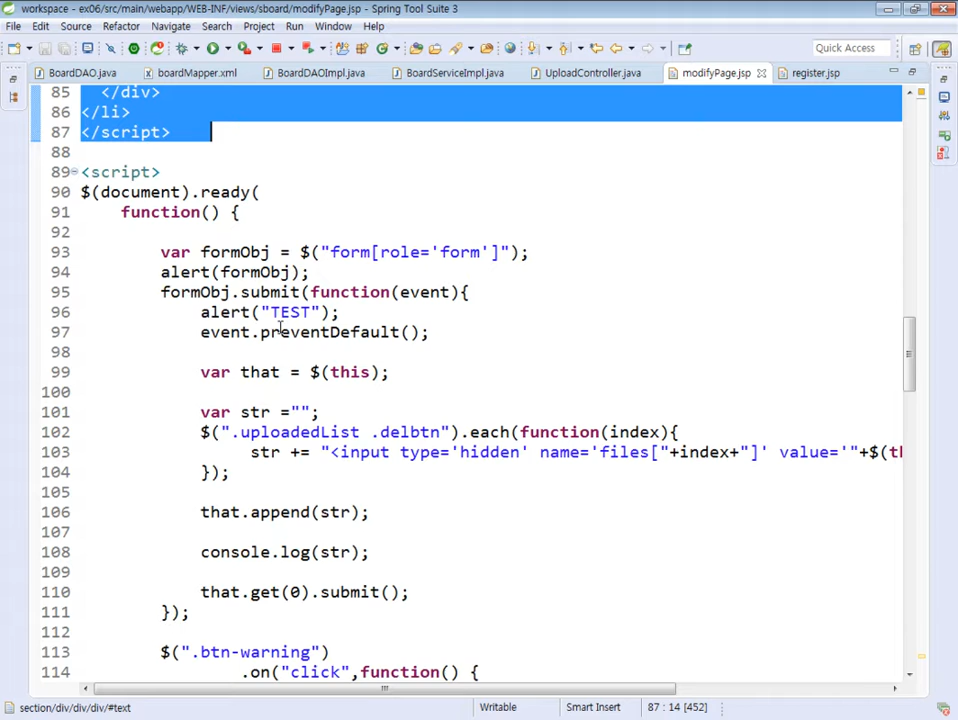 workspace - ex06/src/main/webapp/WEB-INF/views/sboard/modifyPage.jsp - Spring Tool Suite 3
File Edit Source Refactor Navigate Search Project Run Window Help
Quick Access
BoardDAO.java boardMapper.xml BoardDAOImpl.java BoardServiceImpl.java UploadController.java modifyPage.jsp register.jsp
85 </div>
86 </li>
87 </script>
88
89 <script>
90 $(document).ready(
91 function() {
92
93 var formObj = $("form[role='form']");
94 alert(formObj);
95 formObj.submit(function(event){
96 alert("TEST");
97 event.preventDefault();
98
99 var that = $(this);
100
101 var str ="";
102 $(".uploadedList .delbtn").each(function(index){
103 str += "<input type='hidden' name='files["+index+"]' value='"+$(th
104 });
105
106 that.append(str);
107
108 console.log(str);
109
110 that.get(0).submit();
111 });
112
113 $(".btn-warning")
114 .on("click",function() {
section/div/div/div/#text Writable Smart Insert 87 : 14 [452]